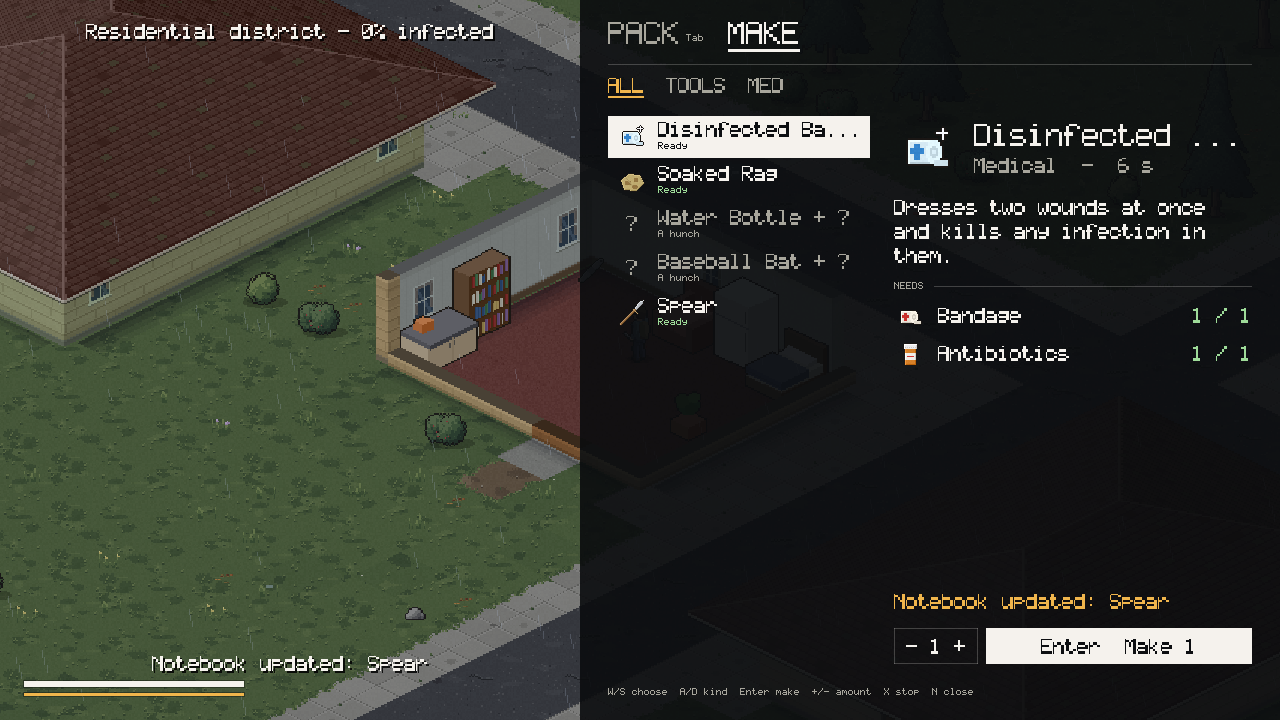 Residential district - 0% infected
PACK Tab MAKE
ALL TOOLS MED
Disinfected Ba...
Ready
Soaked Rag
Ready
? Water Bottle + ?
A hunch
? Baseball Bat + ?
A hunch
Spear
Ready
Disinfected ...
Medical - 6 s
Dresses two wounds at once
and kills any infection in
them.
NEEDS
Bandage 1 / 1
Antibiotics 1 / 1
Notebook updated: Spear
- 1 + Enter Make 1
Notebook updated: Spear
W/S choose A/D kind Enter make +/- amount X stop N close